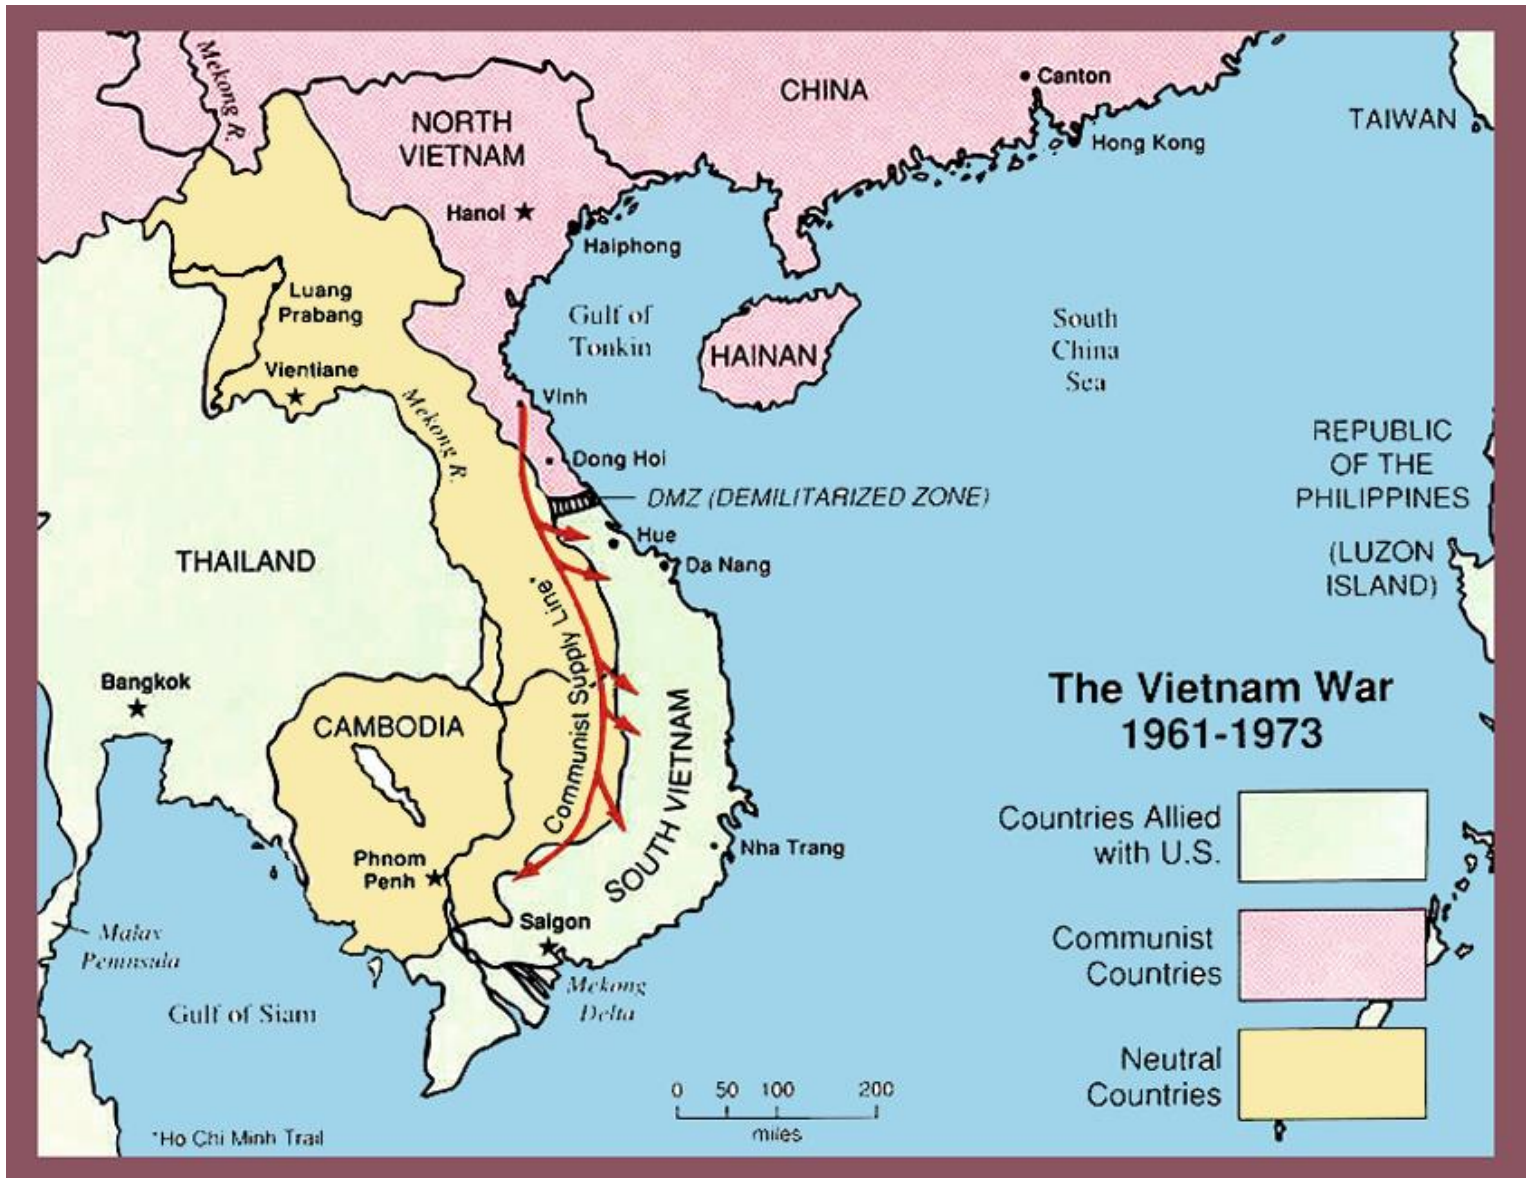 Mekong R.
CHINA
Canton
Hong Kong
TAIWAN
NORTH
VIETNAM
Hanoi
Haiphong
Luang
Prabang
Vientiane
Mekong R.
Gulf of
Tonkin
HAINAN
South
China
Sea
Vinh
Dong Hoi
DMZ (DEMILITARIZED ZONE)
Hue
Da Nang
REPUBLIC
OF THE
PHILIPPINES
(LUZON
ISLAND)
THAILAND
Bangkok
CAMBODIA
Phnom
Penh
Communist Supply Line*
SOUTH VIETNAM
Nha Trang
Saigon
Mekong
Delta
Malay
Peninsula
Gulf of Siam
The Vietnam War
1961-1973
Countries Allied
with U.S.
Communist
Countries
Neutral
Countries
0 50 100 200
miles
*Ho Chi Minh Trail